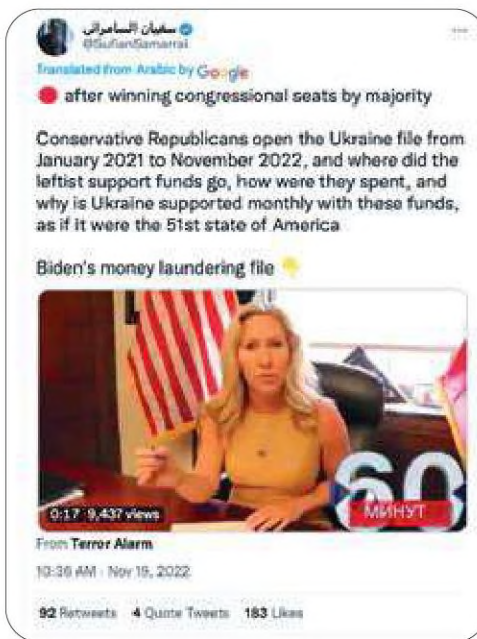 سفيان السامرائي
@SufianSamarrai
Translated from Arabic by Google
after winning congressional seats by majority
Conservative Republicans open the Ukraine file from
January 2021 to November 2022, and where did the
leftist support funds go, how were they spent, and
why is Ukraine supported monthly with these funds,
as if it were the 51st state of America
Biden's money laundering file
60
МИНУТ
0:17 9,437 views
From Terror Alarm
10:36 AM · Nov 19, 2022
92 Retweets 4 Quote Tweets 183 Likes